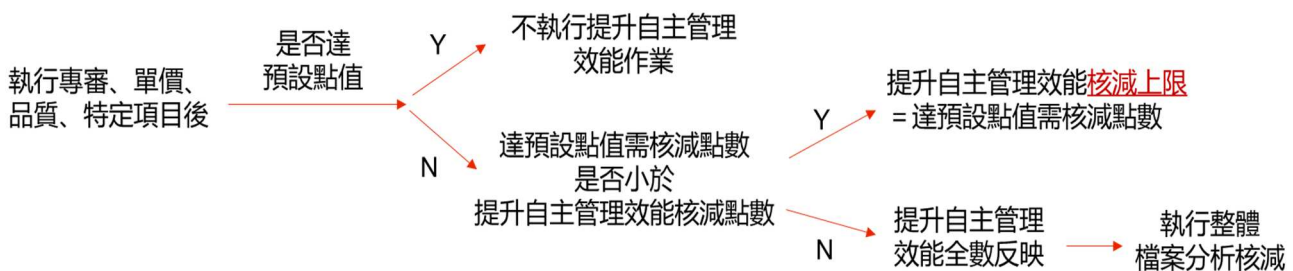 執行專審、單價、
品質、特定項目後
是否達
預設點值
Y
不執行提升自主管理
效能作業
N
達預設點值需核減點數
是否小於
提升自主管理效能核減點數
Y
提升自主管理效能核減上限
= 達預設點值需核減點數
N
提升自主管理
效能全數反映
執行整體
檔案分析核減